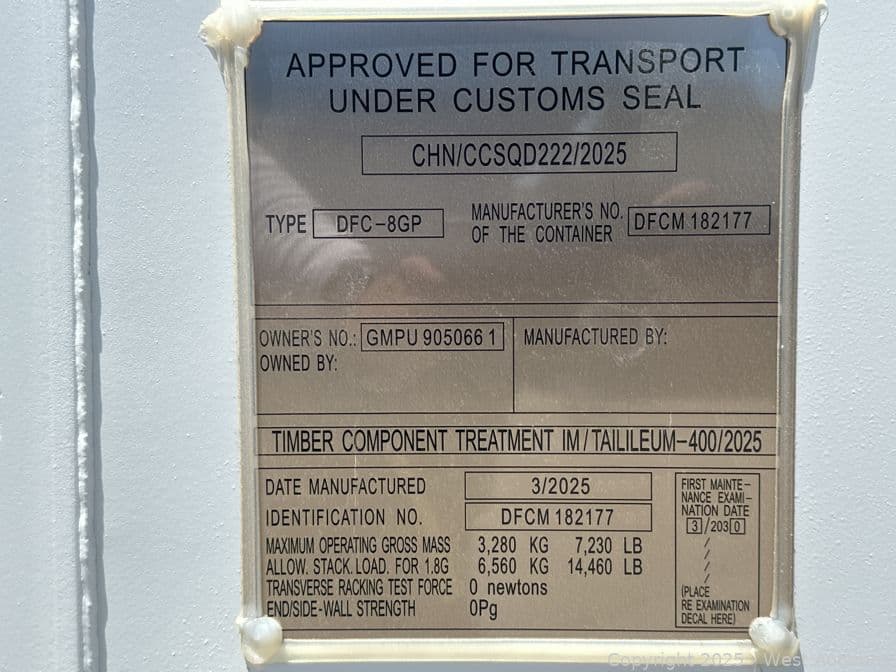 APPROVED FOR TRANSPORT
UNDER CUSTOMS SEAL
CHN/CCSQD222/2025
TYPE DFC-8GP
MANUFACTURER'S NO.
OF THE CONTAINER
DFCM 182177
OWNER'S NO.: GMPU 905066 1
OWNED BY:
MANUFACTURED BY:
TIMBER COMPONENT TREATMENT IM/TAILILEUM-400/2025
DATE MANUFACTURED 3/2025
IDENTIFICATION NO. DFCM 182177
MAXIMUM OPERATING GROSS MASS 3,280 KG 7,230 LB
ALLOW. STACK. LOAD. FOR 1.8G 6,560 KG 14,460 LB
TRANSVERSE RACKING TEST FORCE 0 newtons
END/SIDE-WALL STRENGTH 0Pg
FIRST MAINTE-
NANCE EXAMI-
NATION DATE
3/2030
/
/
/
/
(PLACE
RE EXAMINATION
DECAL HERE)
Copyright 2025